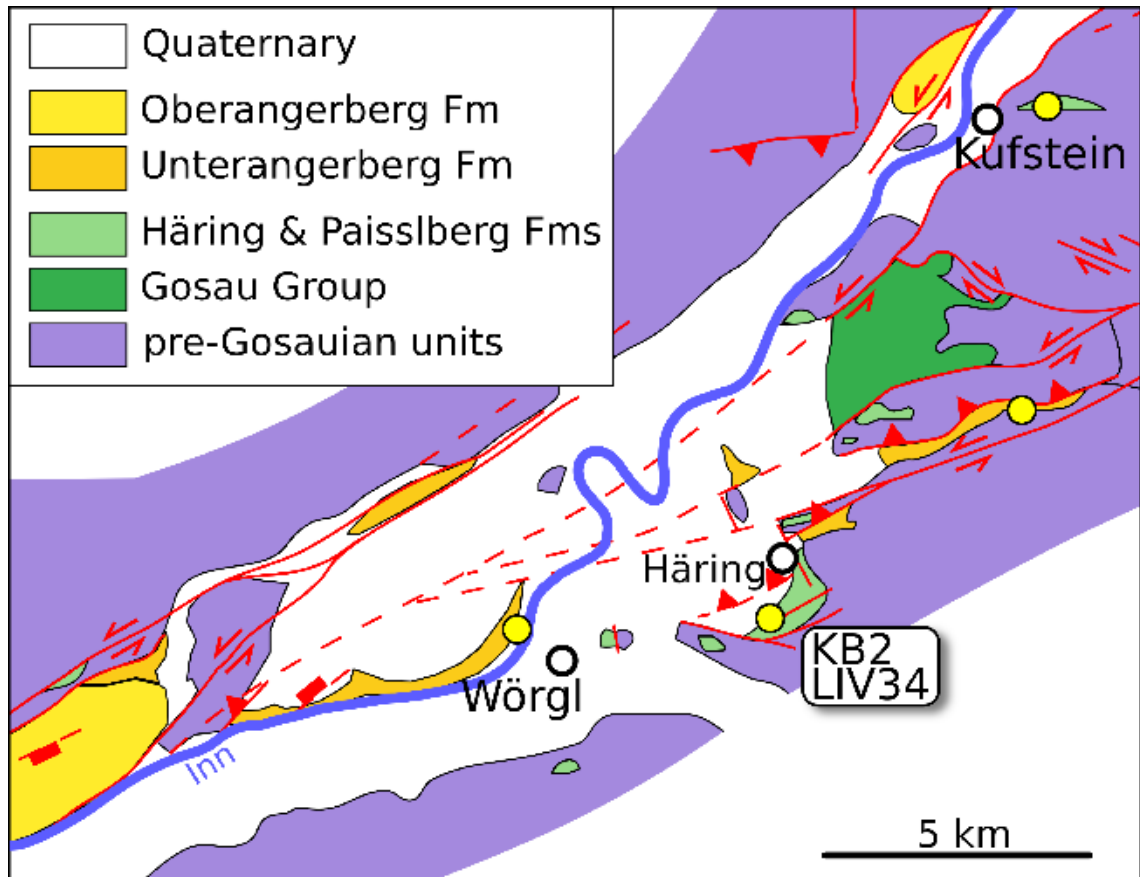 Quaternary
Oberangerberg Fm
Unterangerberg Fm
Häring & Paisslberg Fms
Gosau Group
pre-Gosauian units
Kufstein
Häring
KB2
LIV34
Wörgl
Inn
5 km